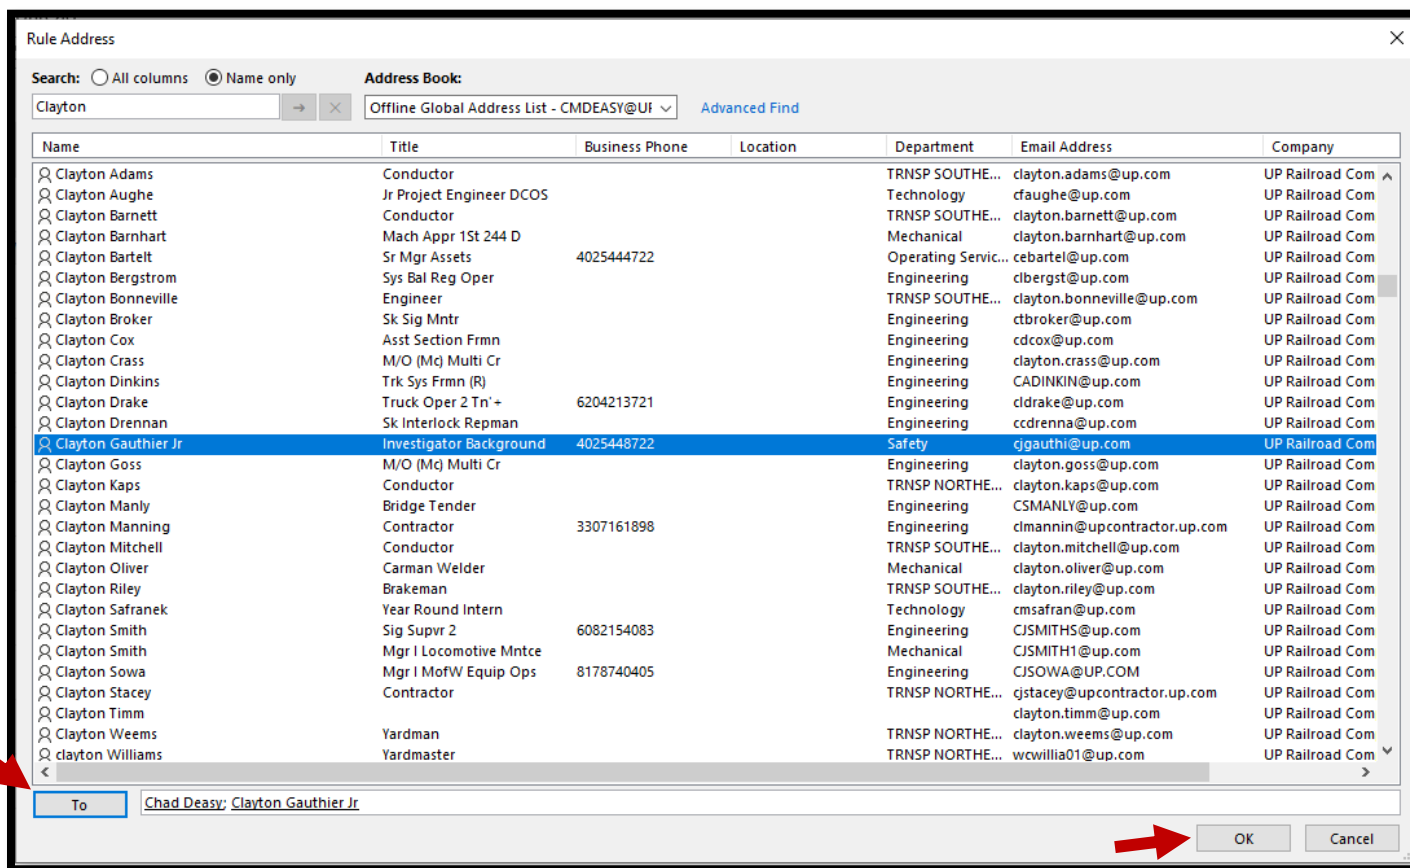 Rule Address
Search: All columns Name only Address Book:
Clayton Offline Global Address List - CMDEASY@UF Advanced Find
Name Title Business Phone Location Department Email Address Company
Clayton Adams Conductor TRNSP SOUTHE... clayton.adams@up.com UP Railroad Com
Clayton Aughe Jr Project Engineer DCOS Technology cfaughe@up.com UP Railroad Com
Clayton Barnett Conductor TRNSP SOUTHE... clayton.barnett@up.com UP Railroad Com
Clayton Barnhart Mach Appr 1St 244 D Mechanical clayton.barnhart@up.com UP Railroad Com
Clayton Bartelt Sr Mgr Assets 4025444722 Operating Servic... cebartel@up.com UP Railroad Com
Clayton Bergstrom Sys Bal Reg Oper Engineering clbergst@up.com UP Railroad Com
Clayton Bonneville Engineer TRNSP SOUTHE... clayton.bonneville@up.com UP Railroad Com
Clayton Broker Sk Sig Mntr Engineering ctbroker@up.com UP Railroad Com
Clayton Cox Asst Section Frmn Engineering cdcox@up.com UP Railroad Com
Clayton Crass M/O (Mc) Multi Cr Engineering clayton.crass@up.com UP Railroad Com
Clayton Dinkins Trk Sys Frmn (R) Engineering CADINKIN@up.com UP Railroad Com
Clayton Drake Truck Oper 2 Tn'+ 6204213721 Engineering cldrake@up.com UP Railroad Com
Clayton Drennan Sk Interlock Repman Engineering ccdrenna@up.com UP Railroad Com
Clayton Gauthier Jr Investigator Background 4025448722 Safety cjgauthi@up.com UP Railroad Com
Clayton Goss M/O (Mc) Multi Cr Engineering clayton.goss@up.com UP Railroad Com
Clayton Kaps Conductor TRNSP NORTHE... clayton.kaps@up.com UP Railroad Com
Clayton Manly Bridge Tender Engineering CSMANLY@up.com UP Railroad Com
Clayton Manning Contractor 3307161898 Engineering clmannin@upcontractor.up.com UP Railroad Com
Clayton Mitchell Conductor TRNSP SOUTHE... clayton.mitchell@up.com UP Railroad Com
Clayton Oliver Carman Welder Mechanical clayton.oliver@up.com UP Railroad Com
Clayton Riley Brakeman TRNSP SOUTHE... clayton.riley@up.com UP Railroad Com
Clayton Safranek Year Round Intern Technology cmsafran@up.com UP Railroad Com
Clayton Smith Sig Supvr 2 6082154083 Engineering CJSMITHS@up.com UP Railroad Com
Clayton Smith Mgr I Locomotive Mntce Mechanical CJSMITH1@up.com UP Railroad Com
Clayton Sowa Mgr I MofW Equip Ops 8178740405 Engineering CJSOWA@UP.COM UP Railroad Com
Clayton Stacey Contractor TRNSP NORTHE... cjstacey@upcontractor.up.com UP Railroad Com
Clayton Timm clayton.timm@up.com UP Railroad Com
Clayton Weems Yardman TRNSP NORTHE... clayton.weems@up.com UP Railroad Com
clayton Williams Yardmaster TRNSP NORTHE... wcwillia01@up.com UP Railroad Com
To Chad Deasy; Clayton Gauthier Jr
OK Cancel